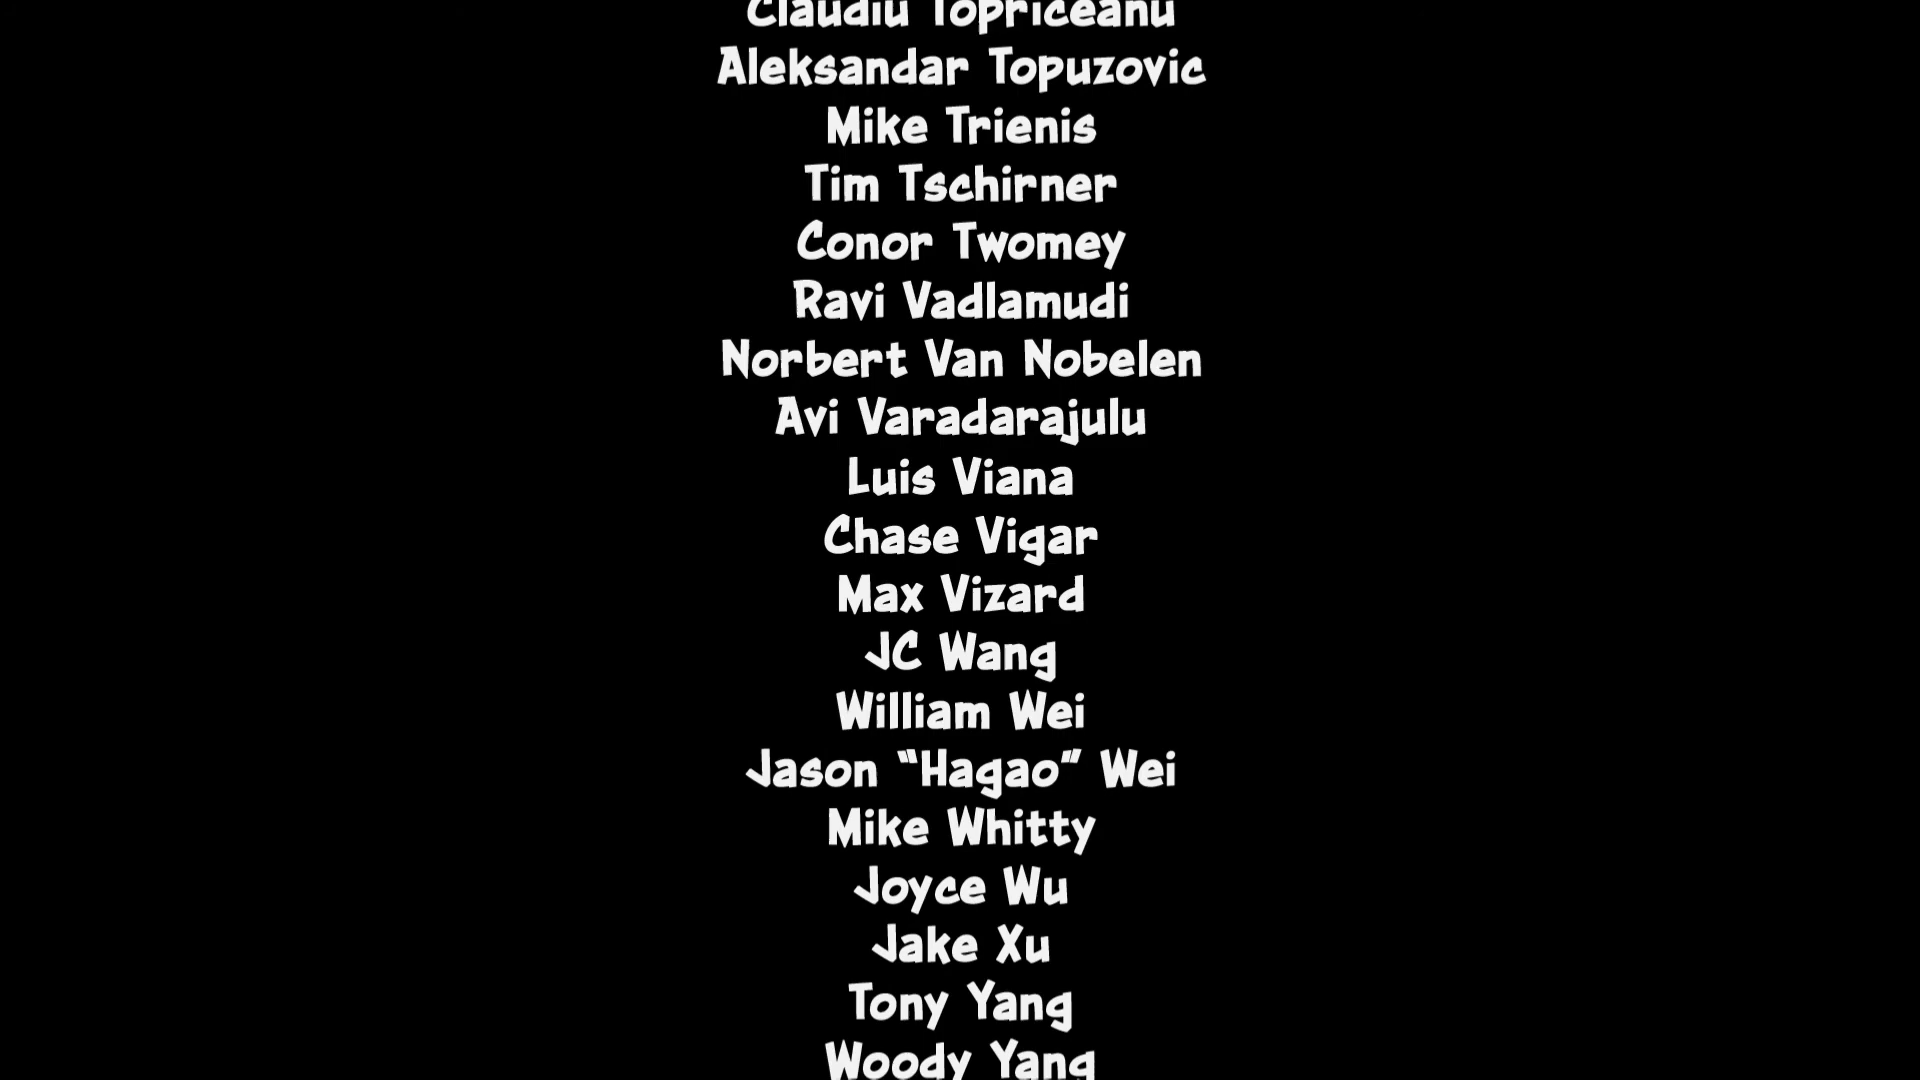 Claudiu Topriceanu
Aleksandar Topuzovic
Mike Trienis
Tim Tschirner
Conor Twomey
Ravi Vadlamudi
Norbert Van Nobelen
Avi Varadarajulu
Luis Viana
Chase Vigar
Max Vizard
JC Wang
William Wei
Jason “Hagao” Wei
Mike Whitty
Joyce Wu
Jake Xu
Tony Yang
Woody Yang